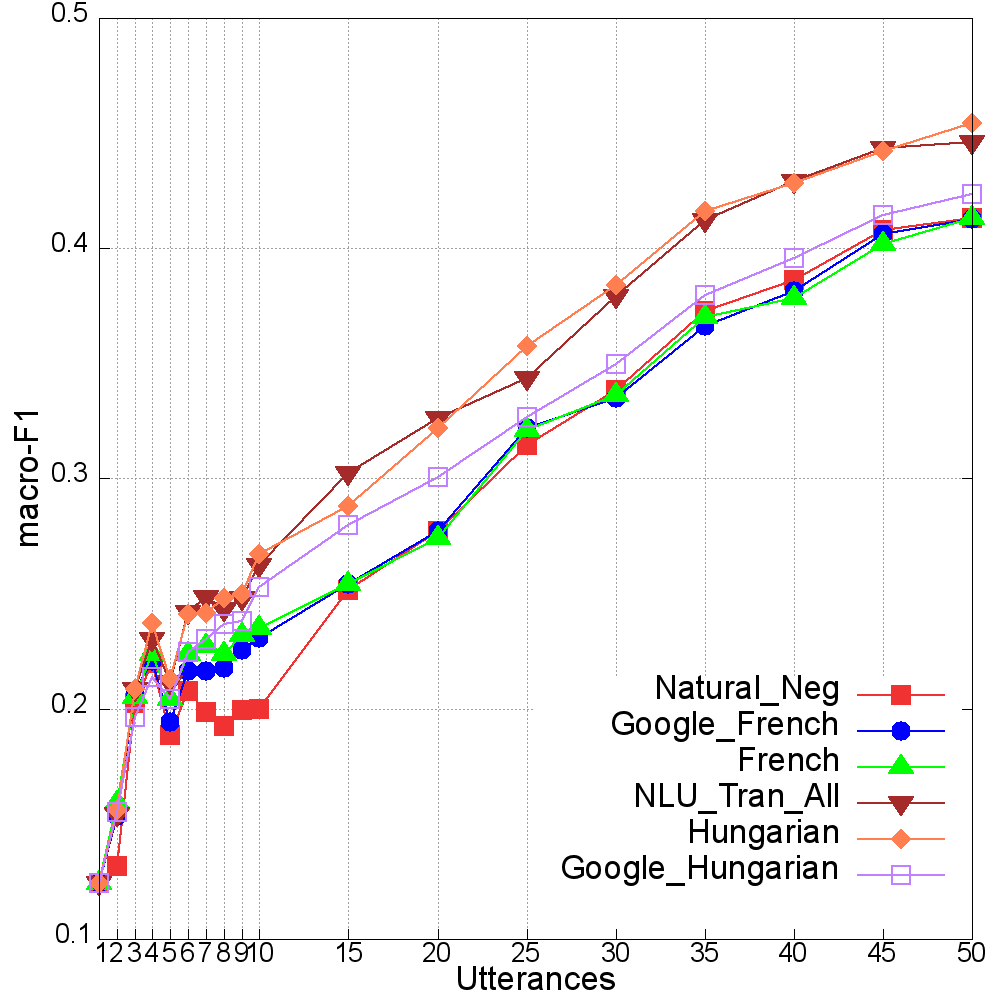 0.5
0.4
0.3
0.2
0.1
macro-F1
Natural_Neg
Google_French
French
NLU_Tran_All
Hungarian
Google_Hungarian
1 2 3 4 5 6 7 8 9 10 15 20 25 30 35 40 45 50
Utterances